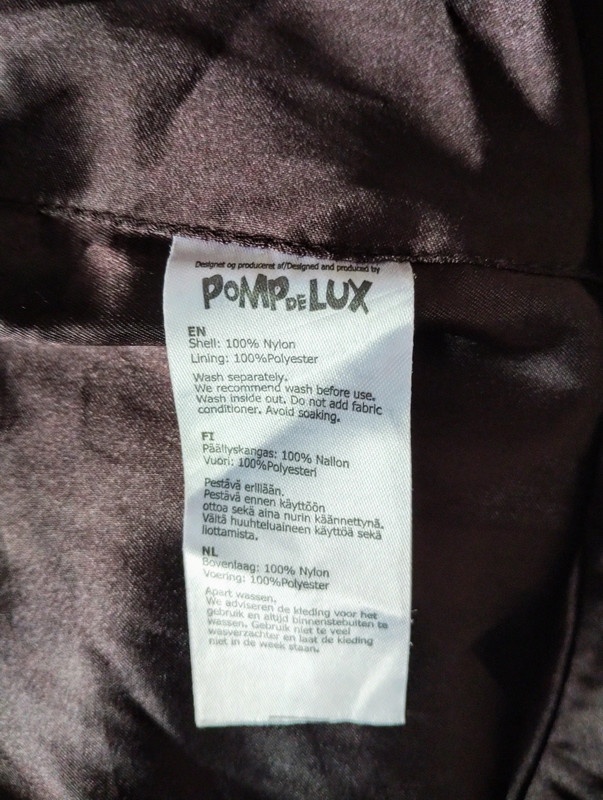 Designet og produceret af/Designed and produced by
POMP DE LUX
EN
Shell: 100% Nylon
Lining: 100%Polyester
Wash separately.
We recommend wash before use.
Wash inside out. Do not add fabric
conditioner. Avoid soaking.
FI
Päällyskangas: 100% Nailon
Vuori: 100%Polyesteri
Pestävä erillään.
Pestävä ennen käyttöön
ottoa sekä aina nurin käännettynä.
Vältä huuhteluaineen käyttöä sekä
liottamista.
NL
Bovenlaag: 100% Nylon
Voering: 100%Polyester
Apart wassen.
We adviseren de kleding voor het
gebruik en altijd binnenstebuiten te
wassen. Gebruik niet te veel
wasverzachter en laat de kleding
niet in de week staan.